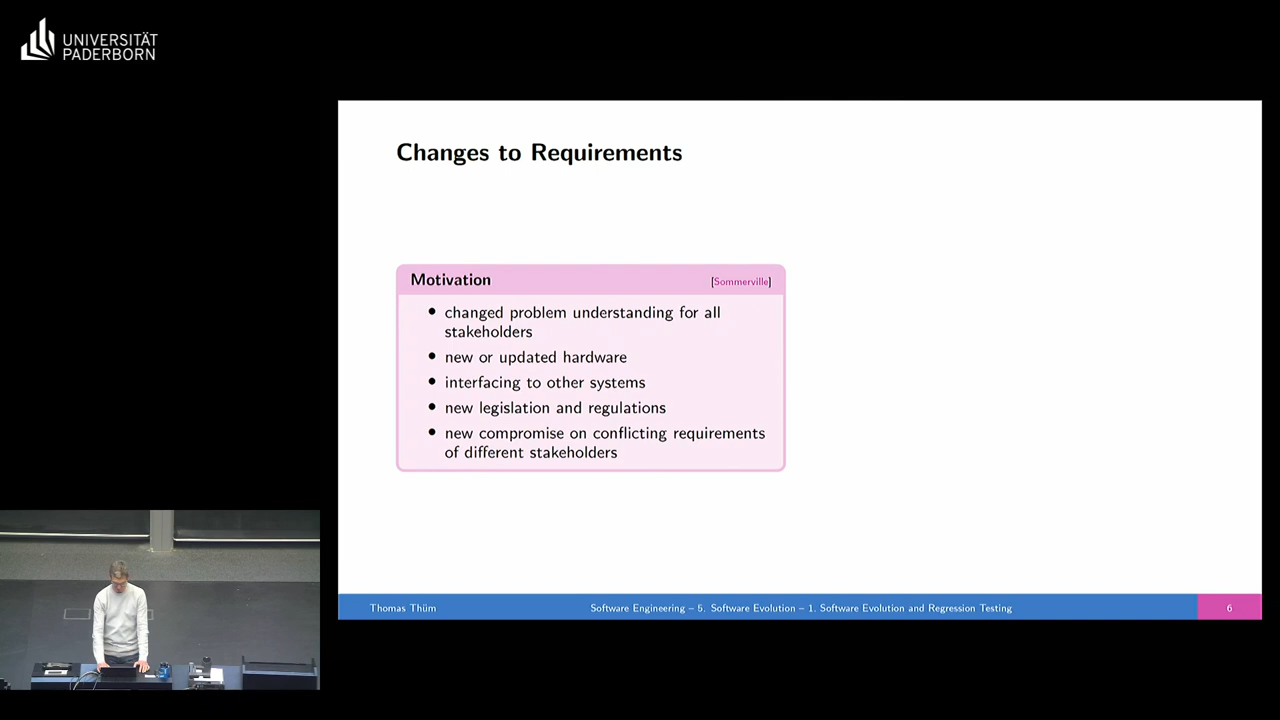 UNIVERSITÄT
PADERBORN
Changes to Requirements
Motivation [Sommerville]
• changed problem understanding for all
stakeholders
• new or updated hardware
• interfacing to other systems
• new legislation and regulations
• new compromise on conflicting requirements
of different stakeholders
Thomas Thüm Software Engineering – 5. Software Evolution – 1. Software Evolution and Regression Testing 6